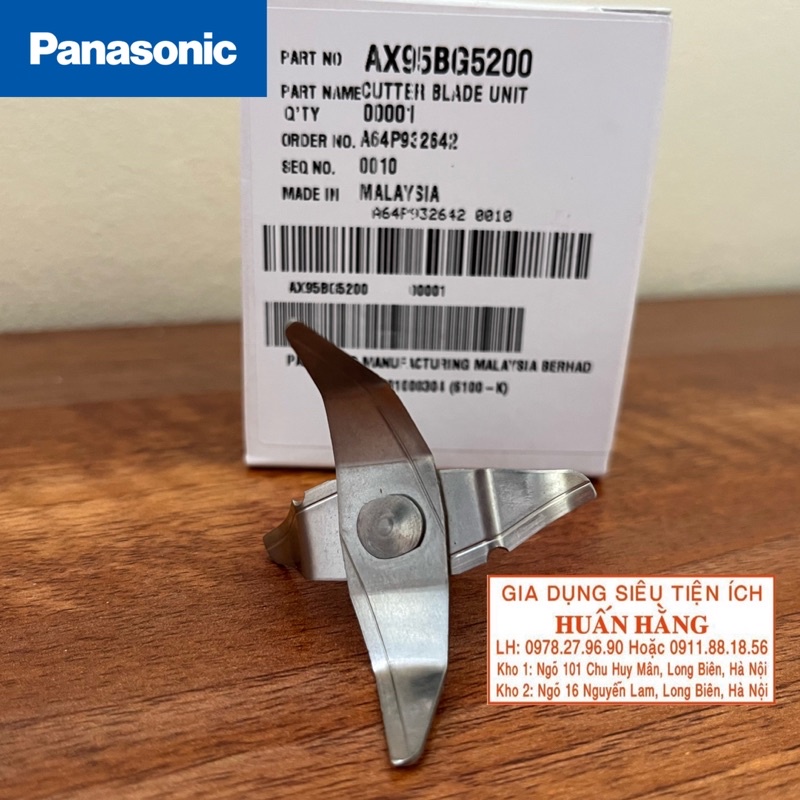 Panasonic
PART NO AX95BG5200
PART NAME CUTTER BLADE UNIT
Q'TY 00001
ORDER NO. A64P932642
SEQ NO. 0010
MADE IN MALAYSIA
A64P932642 0010
AX95BG5200 00001
MANUFACTURING MALAYSIA BERHAD
(6100-K)
GIA DỤNG SIÊU TIỆN ÍCH
HUẤN HẰNG
LH: 0978.27.96.90 Hoặc 0911.88.18.56
Kho 1: Ngõ 101 Chu Huy Mân, Long Biên, Hà Nội
Kho 2: Ngõ 16 Nguyễn Lam, Long Biên, Hà Nội